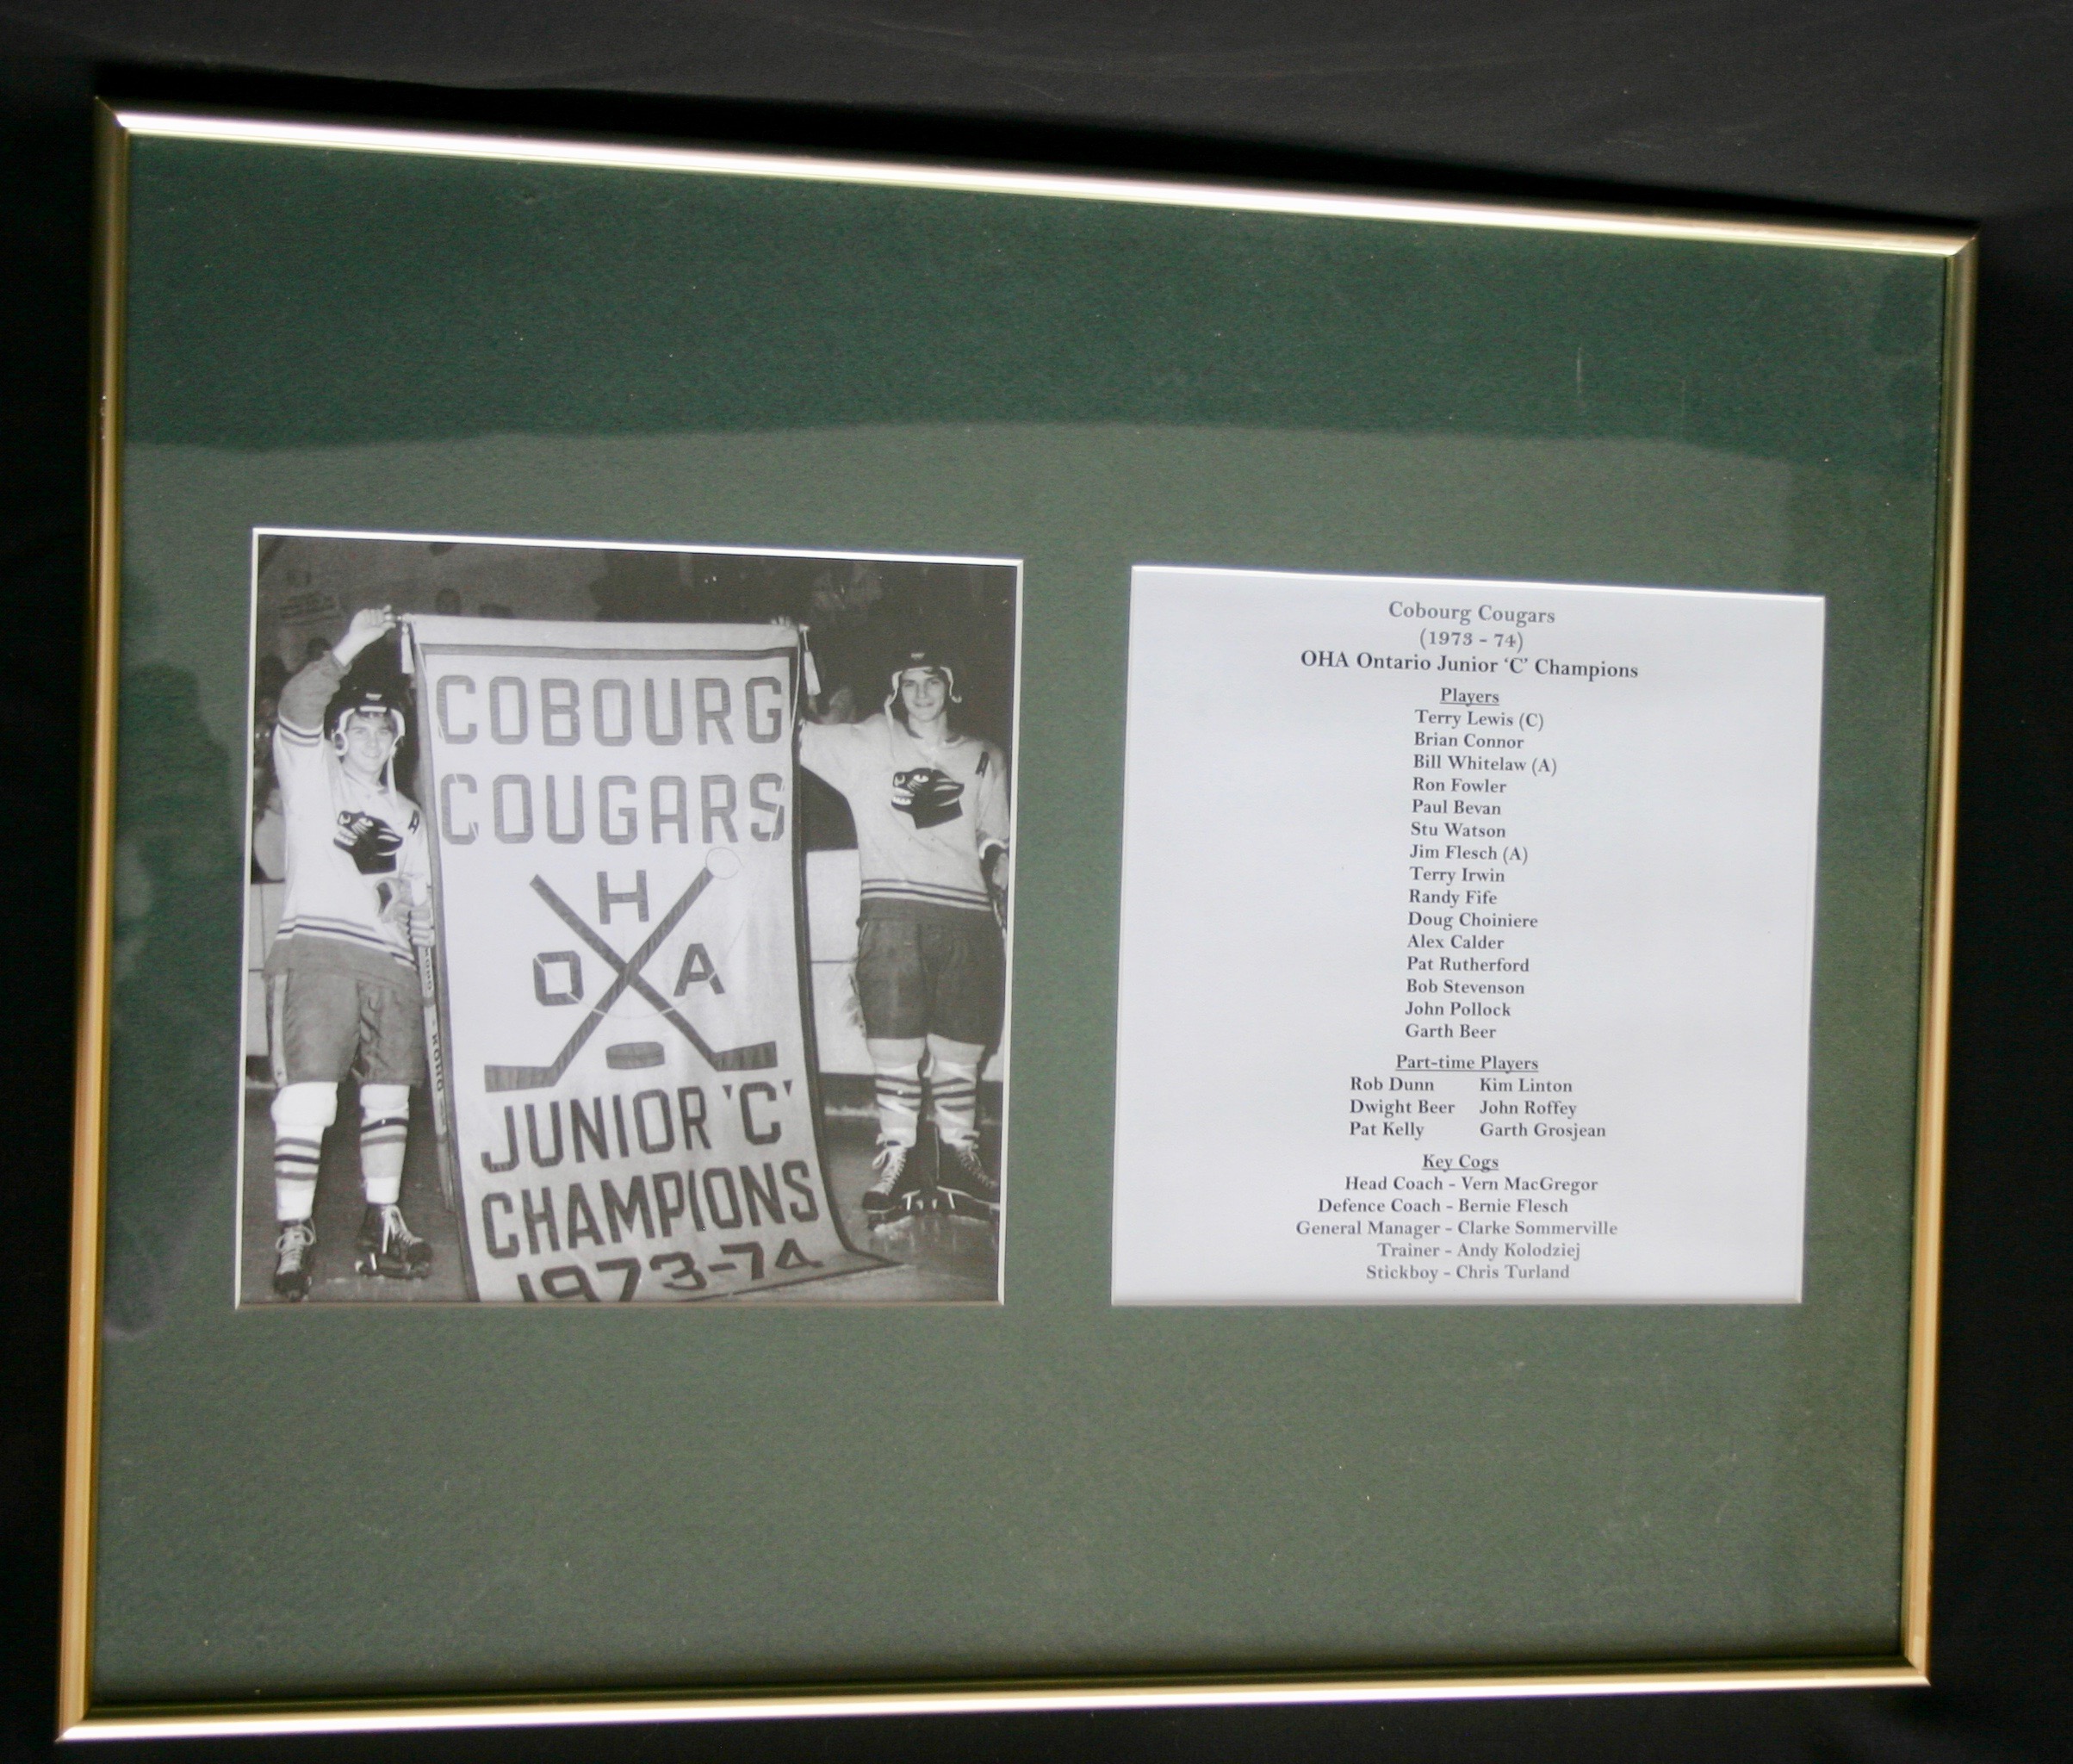 COBOURG
COUGARS
H
O A
JUNIOR 'C'
CHAMPIONS
1973-74
A
A
Cobourg Cougars
(1973 - 74)
OHA Ontario Junior ‘C’ Champions
Players
Terry Lewis (C)
Brian Connor
Bill Whitelaw (A)
Ron Fowler
Paul Bevan
Stu Watson
Jim Flesch (A)
Terry Irwin
Randy Fife
Doug Choiniere
Alex Calder
Pat Rutherford
Bob Stevenson
John Pollock
Garth Beer
Part-time Players
Rob Dunn Kim Linton
Dwight Beer John Roffey
Pat Kelly Garth Grosjean
Key Cogs
Head Coach - Vern MacGregor
Defence Coach - Bernie Flesch
General Manager - Clarke Sommerville
Trainer - Andy Kolodziej
Stickboy - Chris Turland